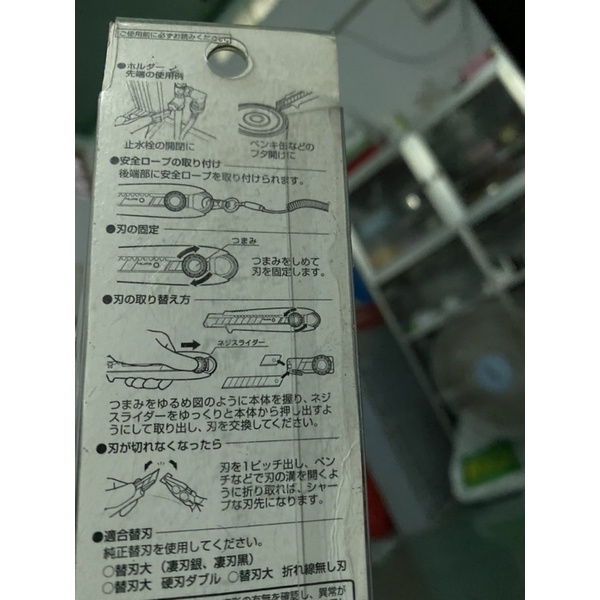 ご使用前に必ずお読みください
●ホルダー
先端の使用例
止水栓の開閉に
ペンキ缶などの
フタ開けに
●安全ロープの取り付け
後端部に安全ロープを取り付けられます。
●刃の固定
つまみ
つまみをしめて
刃を固定します。
●刃の取り替え方
ネジスライダー
つまみをゆるめ図のように本体を握り、ネジ
スライダーをゆっくりと本体から押し出すよ
うにして取り出し、刃を交換してください。
●刃が切れなくなったら
刃を1ピッチ出し、ペン
チなどで刃の溝を開くよ
うに折り取れば、シャー
プな刃先になります。
●適合替刃
純正替刃を使用してください。
○替刃大（凄刃銀、凄刃黒）
○替刃大 硬刃ダブル ○替刃大 折れ線無し刃
の有無を確認し、異常が